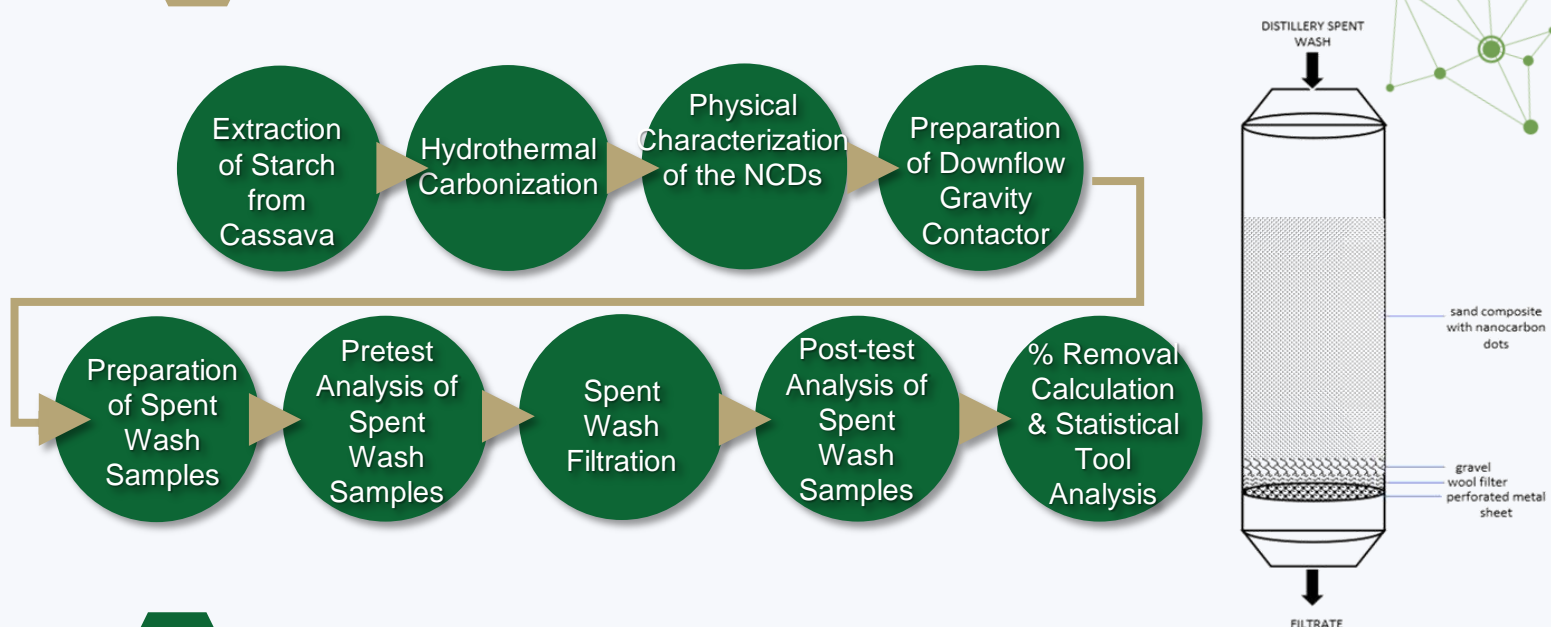 Extraction
of Starch
from
Cassava
Hydrothermal
Carbonization
Physical
Characterization
of the NCDs
Preparation
of Downflow
Gravity
Contactor
Preparation
of Spent
Wash
Samples
Pretest
Analysis of
Spent
Wash
Samples
Spent
Wash
Filtration
Post-test
Analysis of
Spent
Wash
Samples
% Removal
Calculation
& Statistical
Tool
Analysis
DISTILLERY SPENT
WASH
sand composite
with nanocarbon
dots
gravel
wool filter
perforated metal
sheet
FILTRATE